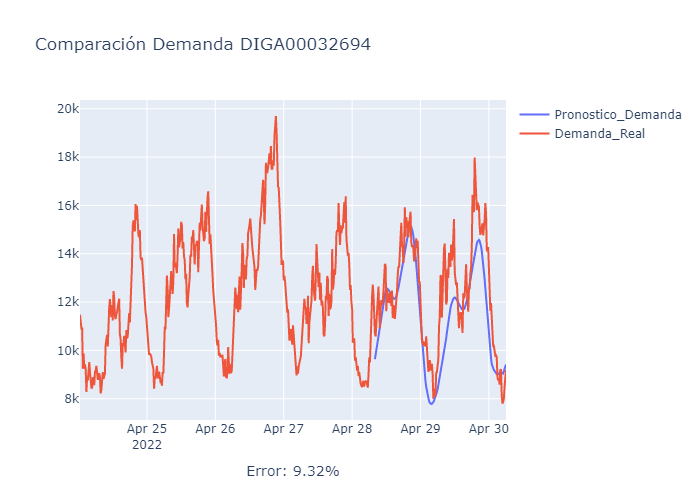 Comparación Demanda DIGA00032694
20k
18k
16k
14k
12k
10k
8k
Pronostico_Demanda
Demanda_Real
Apr 25
2022
Apr 26
Apr 27
Apr 28
Apr 29
Apr 30
Error: 9.32%